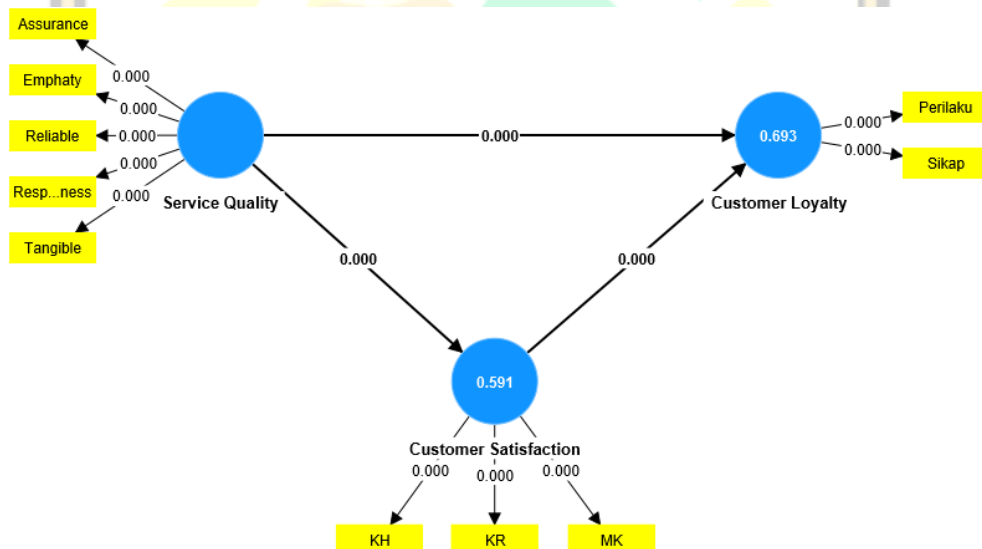 Assurance
0.000
Emphaty
0.000
Reliable
0.000
Resp...ness
0.000
Tangible
0.000
Service Quality
0.000
0.693
Customer Loyalty
0.000
Perilaku
0.000
Sikap
0.000
0.000
0.591
Customer Satisfaction
0.000
0.000
0.000
KH
KR
MK